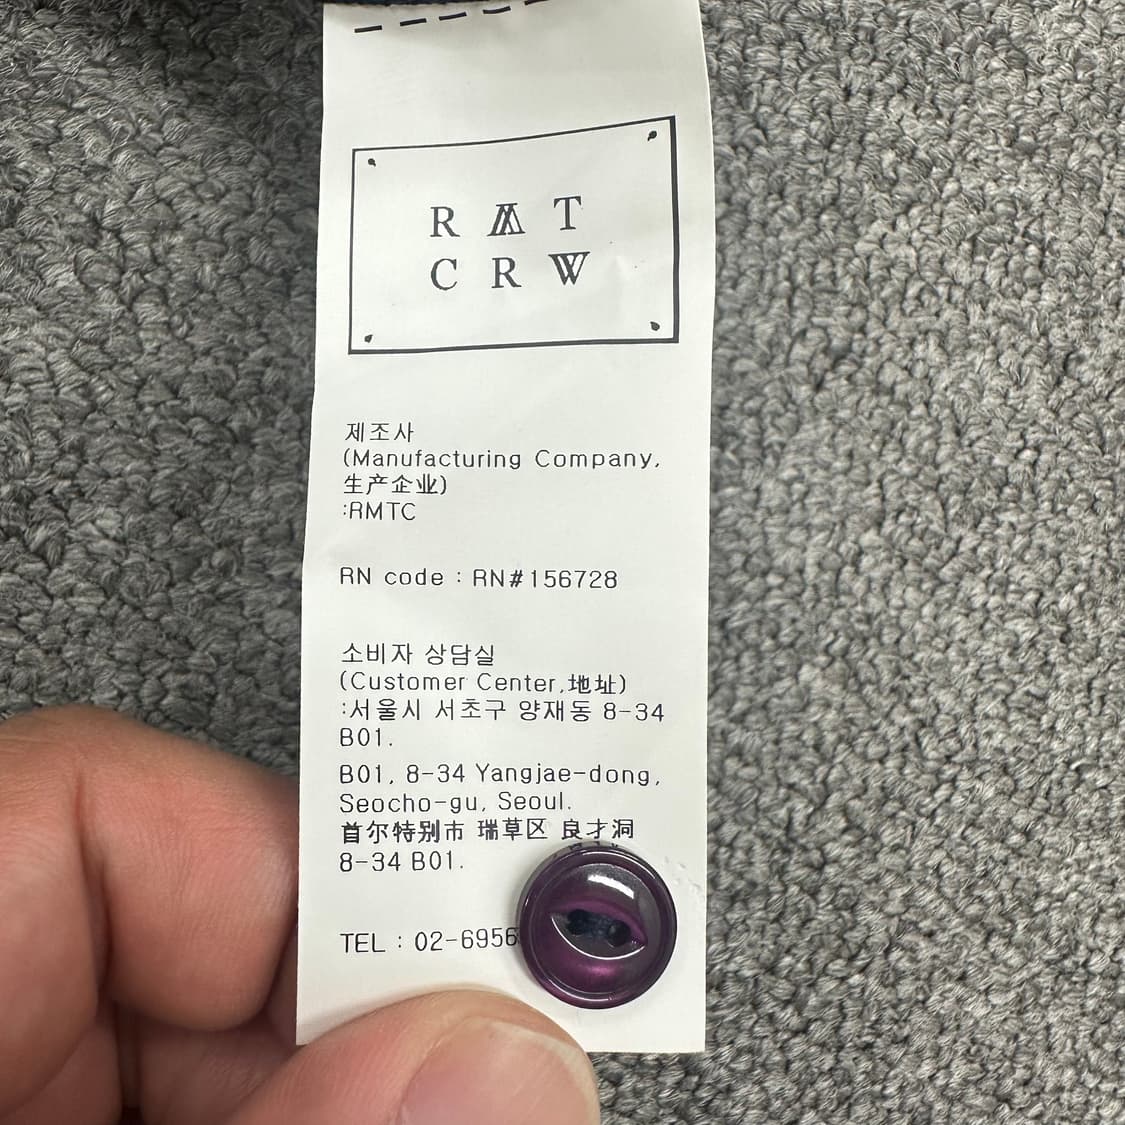 R M T
C R W
제조사
(Manufacturing Company,
生产企业)
:RMTC
RN code : RN#156728
소비자 상담실
(Customer Center,地址)
:서울시 서초구 양재동 8-34
B01.
B01, 8-34 Yangjae-dong,
Seocho-gu, Seoul.
首尔特别市 瑞草区 良才洞
8-34 B01.
TEL : 02-6956